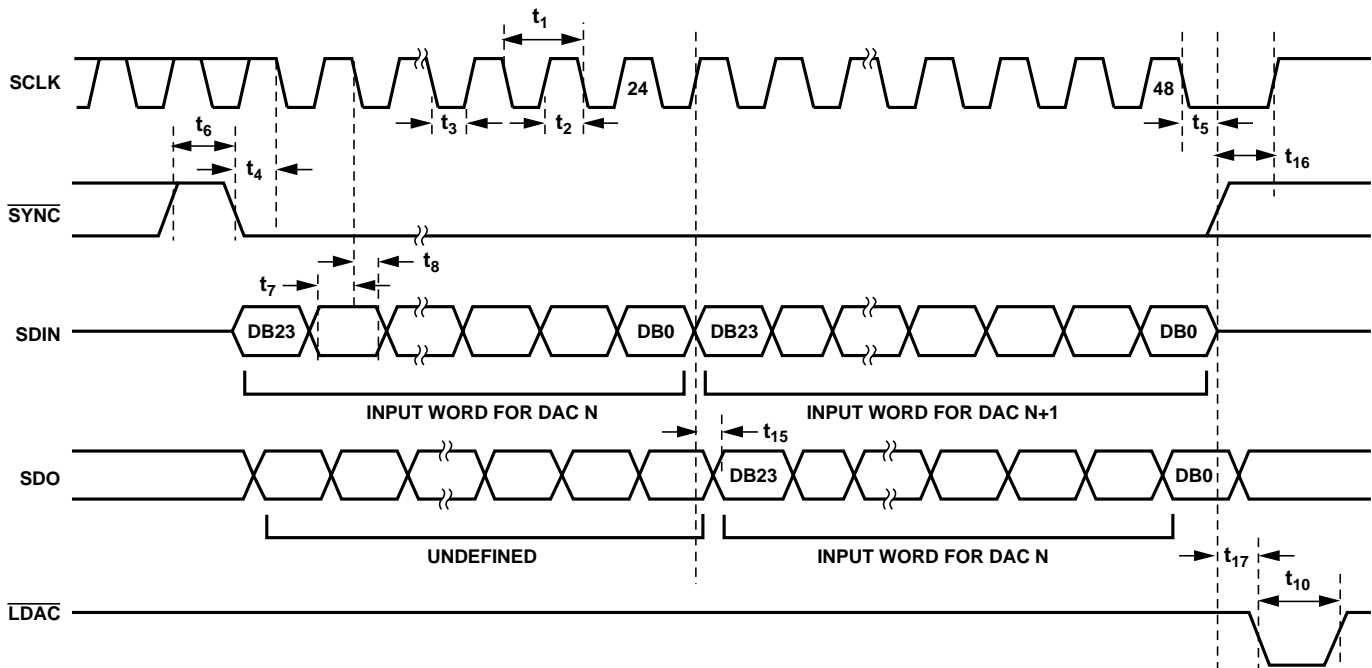 t1
SCLK
24
48
t3
t2
t5
t6
t4
t16
SYNC
t7
t8
SDIN
DB23
DB0
DB23
DB0
INPUT WORD FOR DAC N
INPUT WORD FOR DAC N+1
t15
SDO
DB23
DB0
UNDEFINED
INPUT WORD FOR DAC N
t17
t10
LDAC